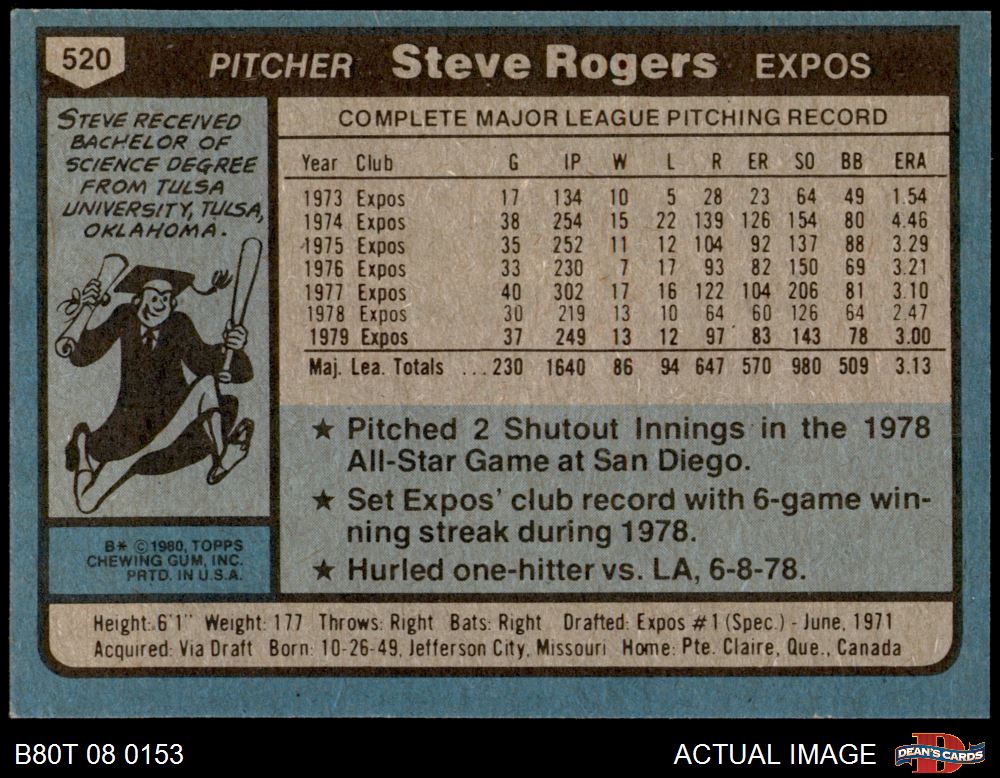 520 PITCHER Steve Rogers EXPOS
STEVE RECEIVED
BACHELOR OF
SCIENCE DEGREE
FROM TULSA
UNIVERSITY, TULSA,
OKLAHOMA.
B* © 1980, TOPPS
CHEWING GUM, INC.
PRTD. IN U.S.A.
COMPLETE MAJOR LEAGUE PITCHING RECORD
Year Club G IP W L R ER SO BB ERA
1973 Expos 17 134 10 5 28 23 64 49 1.54
1974 Expos 38 254 15 22 139 126 154 80 4.46
1975 Expos 35 252 11 12 104 92 137 88 3.29
1976 Expos 33 230 7 17 93 82 150 69 3.21
1977 Expos 40 302 17 16 122 104 206 81 3.10
1978 Expos 30 219 13 10 64 60 126 64 2.47
1979 Expos 37 249 13 12 97 83 143 78 3.00
Maj. Lea. Totals ... 230 1640 86 94 647 570 980 509 3.13
★ Pitched 2 Shutout Innings in the 1978
All-Star Game at San Diego.
★ Set Expos' club record with 6-game win-
ning streak during 1978.
★ Hurled one-hitter vs. LA, 6-8-78.
Height: 6'1" Weight: 177 Throws: Right Bats: Right Drafted: Expos #1 (Spec.) - June, 1971
Acquired: Via Draft Born: 10-26-49, Jefferson City, Missouri Home: Pte. Claire, Que., Canada
B80T 08 0153 ACTUAL IMAGE DEAN'S CARDS